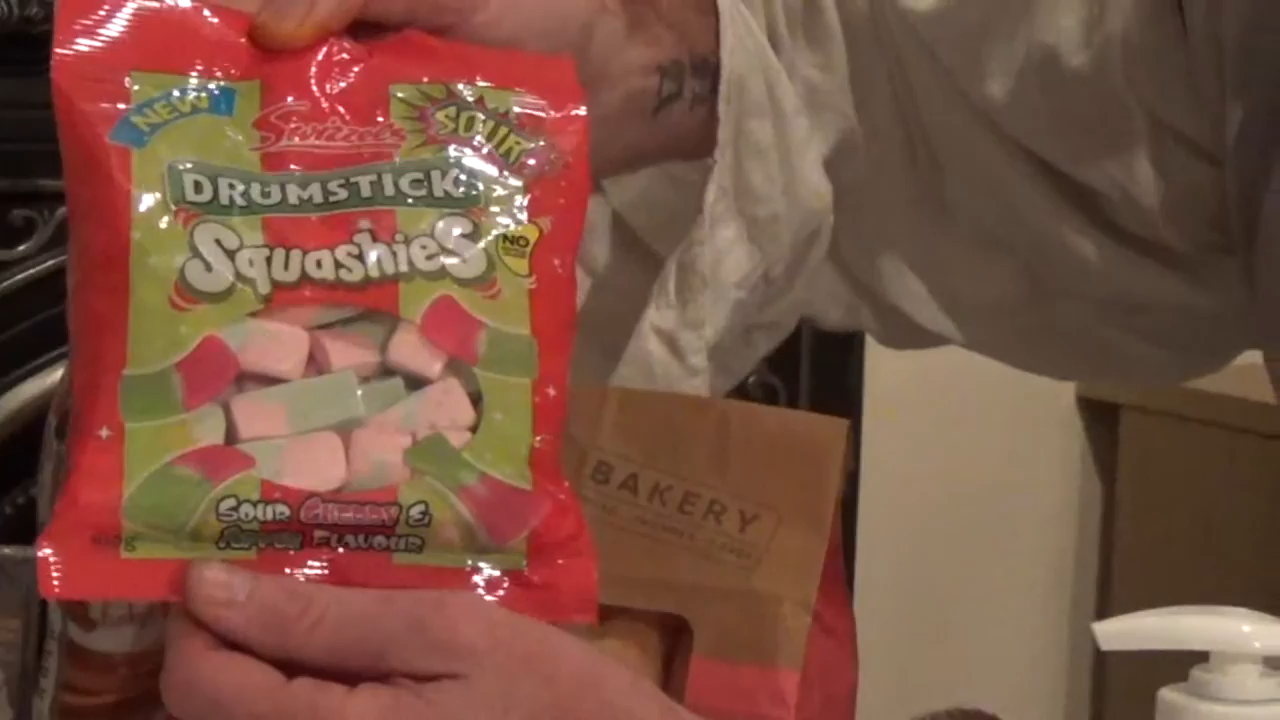 NEW
Swizzels
SOUR
DRUMSTICK
Squashies
NO
SOUR CHERRY &
APPLE FLAVOUR
BAKERY